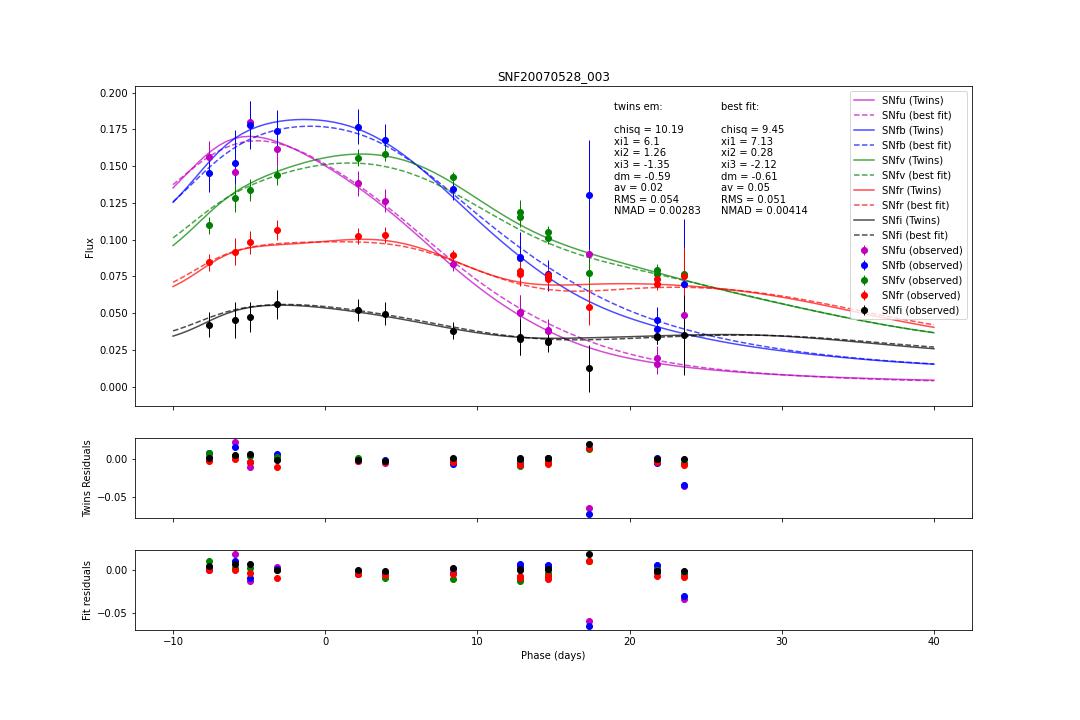 SNF20070528_003
0.200
0.175
0.150
0.125
0.100
0.075
0.050
0.025
0.000
Flux
twins em:
chisq = 10.19
xi1 = 6.1
xi2 = 1.26
xi3 = -1.35
dm = -0.59
av = 0.02
RMS = 0.054
NMAD = 0.00283
best fit:
chisq = 9.45
xi1 = 7.13
xi2 = 0.28
xi3 = -2.12
dm = -0.61
av = 0.05
RMS = 0.051
NMAD = 0.00414
SNfu (Twins)
SNfu (best fit)
SNfb (Twins)
SNfb (best fit)
SNfv (Twins)
SNfv (best fit)
SNfr (Twins)
SNfr (best fit)
SNfi (Twins)
SNfi (best fit)
SNfu (observed)
SNfb (observed)
SNfv (observed)
SNfr (observed)
SNfi (observed)
0.00
−0.05
Twins Residuals
0.00
−0.05
Fit residuals
−10 0 10 20 30 40
Phase (days)